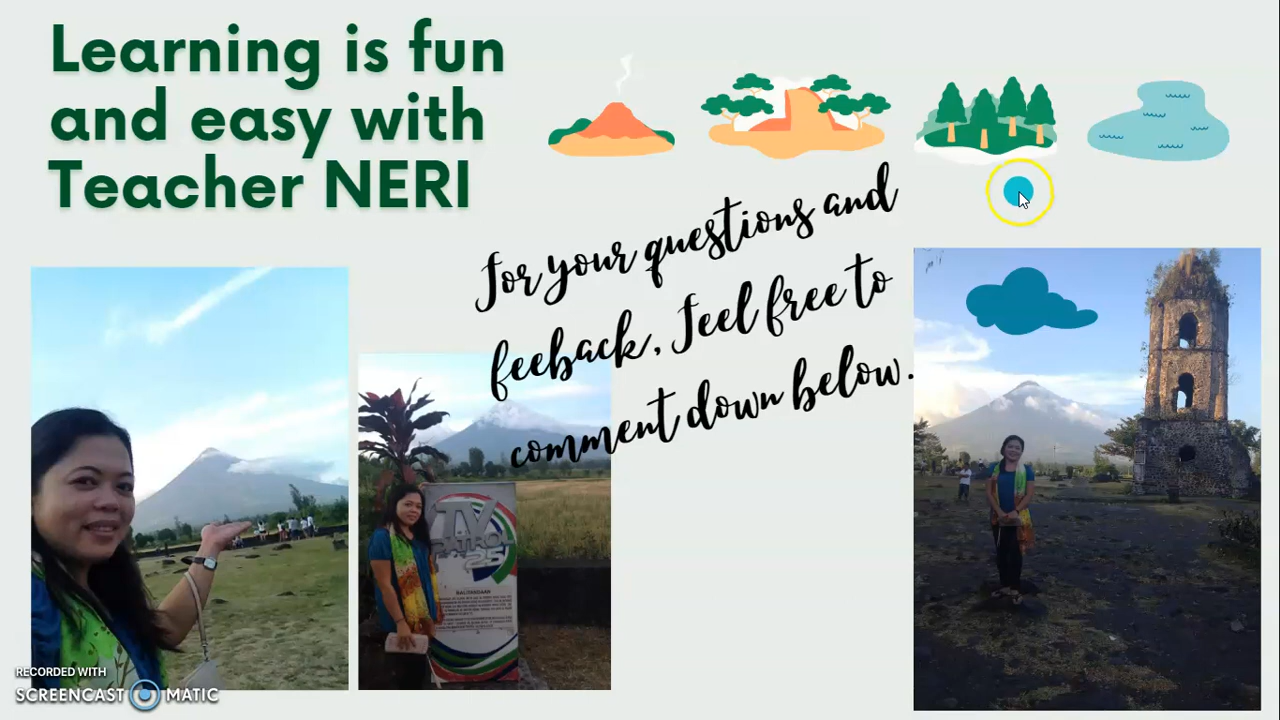 Learning is fun
and easy with
Teacher NERI
for your questions and
feeback, feel free to
comment down below.
TV
PATROL
25
RECORDED WITH
SCREENCAST MATIC